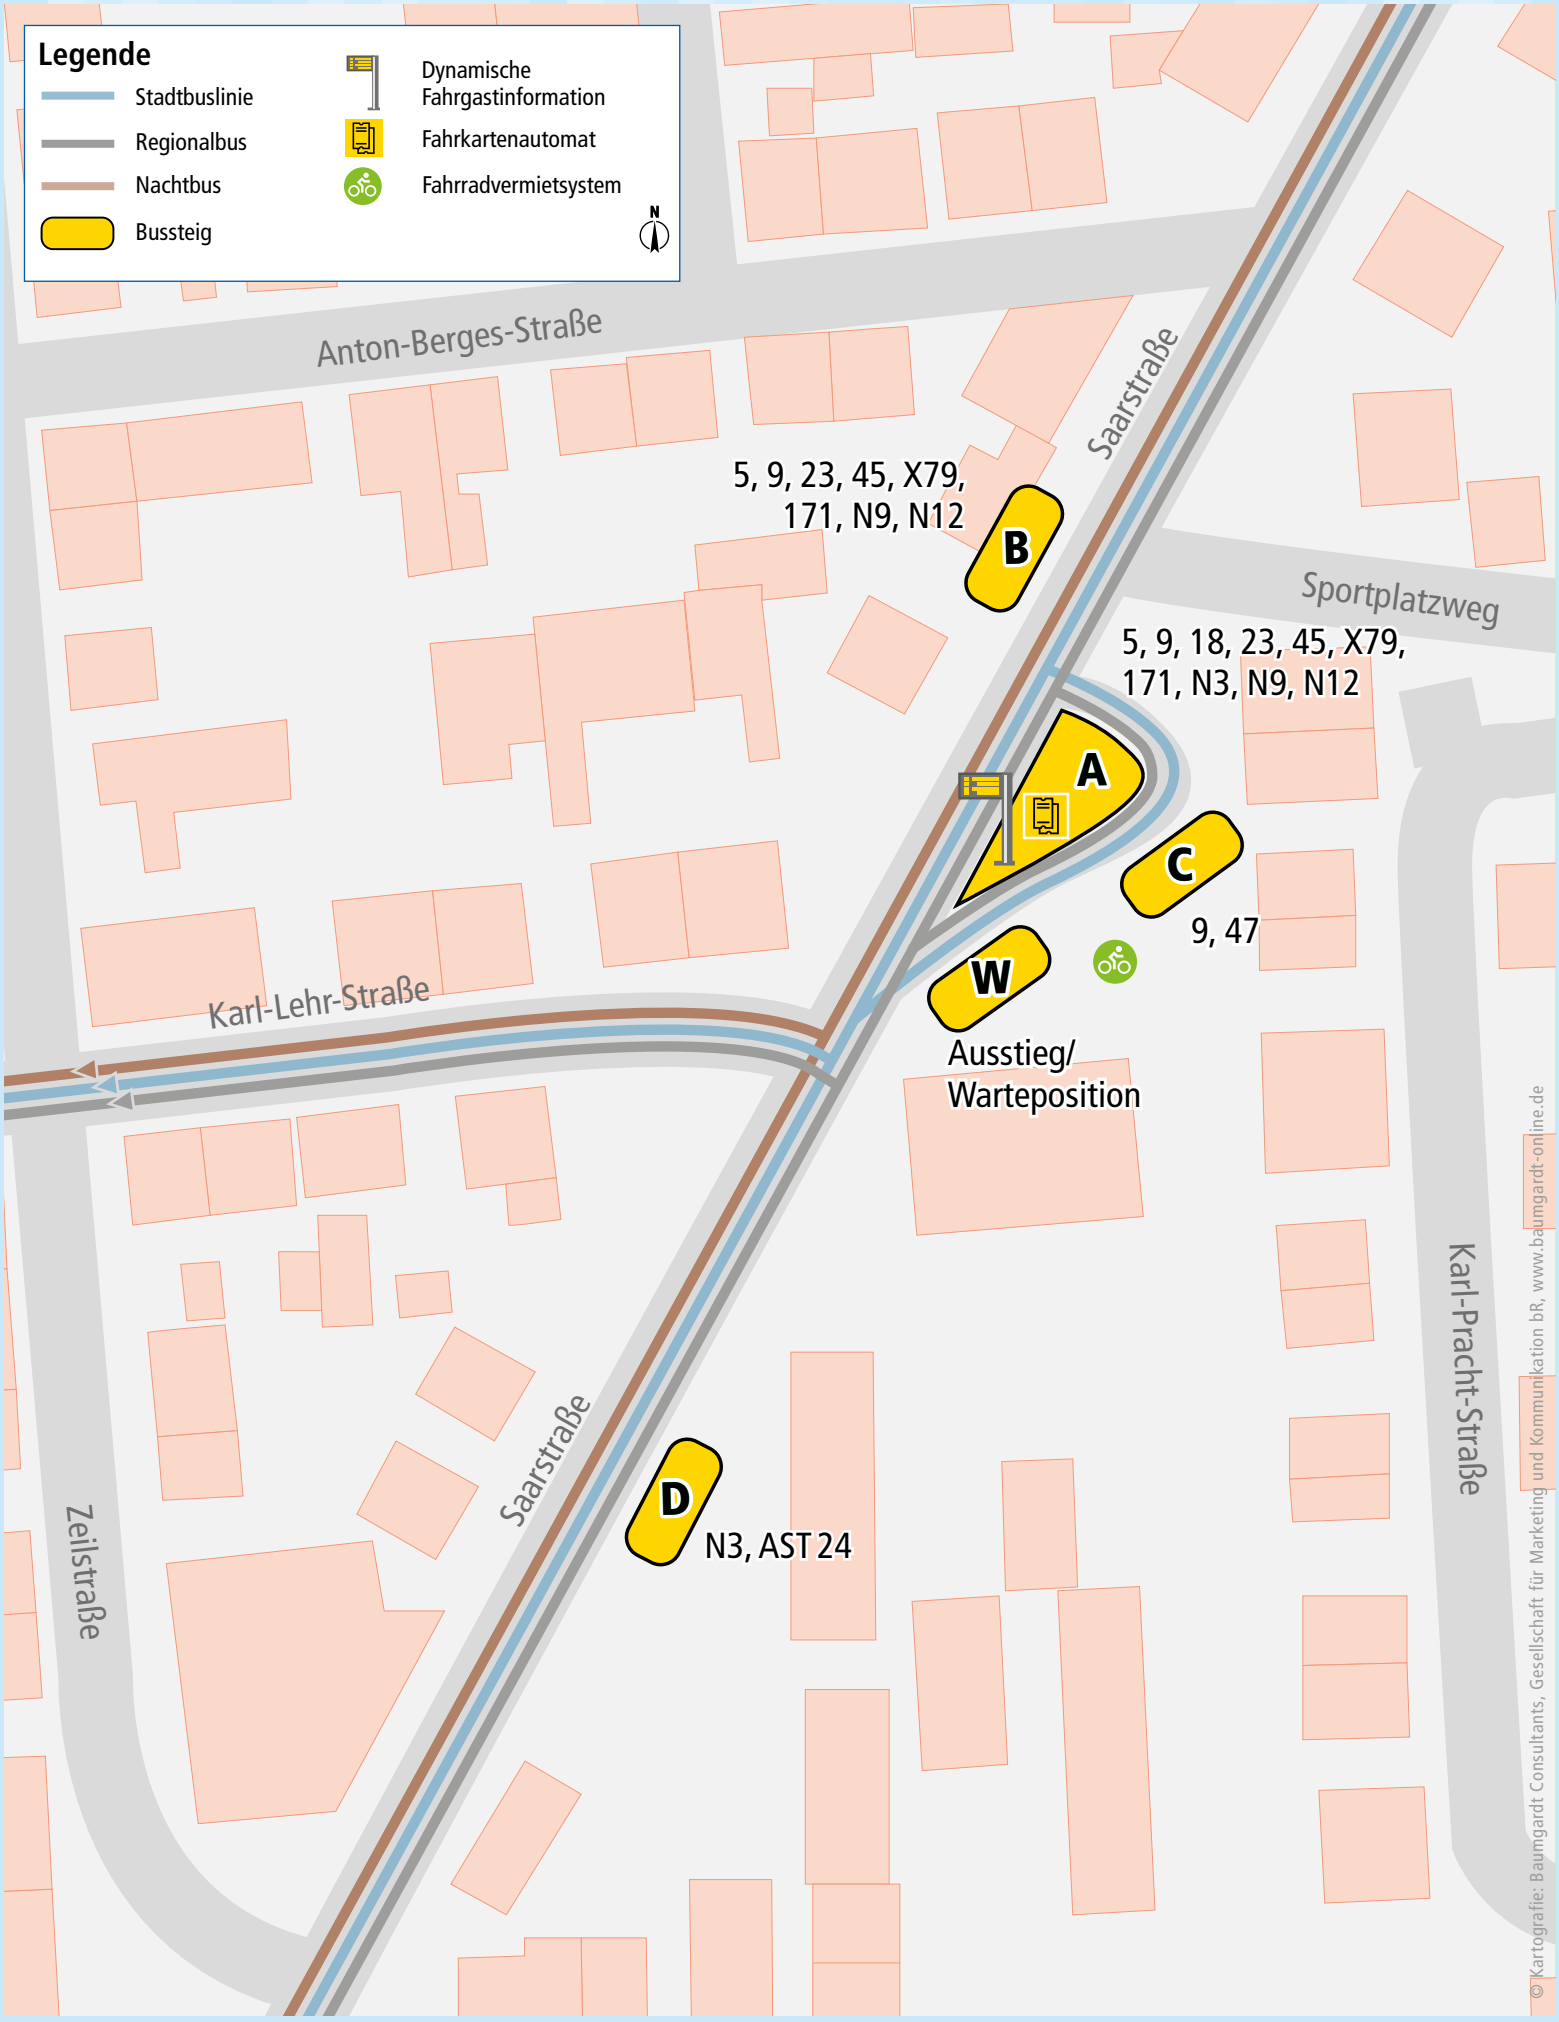 Legende
Stadtbuslinie
Regionalbus
Nachtbus
Bussteig
Dynamische
Fahrgastinformation
Fahrkartenautomat
Fahrradvermietsystem
N
Anton-Berges-Straße
Saarstraße
5, 9, 23, 45, X79,
171, N9, N12
B
Sportplatzweg
5, 9, 18, 23, 45, X79,
171, N3, N9, N12
A
C
9, 47
W
Ausstieg/
Warteposition
Karl-Lehr-Straße
Karl-Pracht-Straße
Saarstraße
D
N3, AST 24
Zeilstraße
© Kartografie: Baumgardt Consultants, Gesellschaft für Marketing und Kommunikation bR, www.baumgardt-online.de